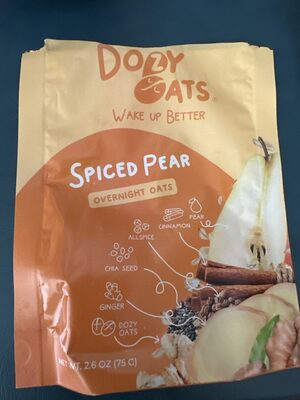 DOZY
OATS®
WAKE UP BETTER
SPICED PEAR
OVERNIGHT OATS
PEAR
CINNAMON
ALLSPICE
CHIA SEED
GINGER
DOZY
OATS
NET WT. 2.6 OZ (75 G)